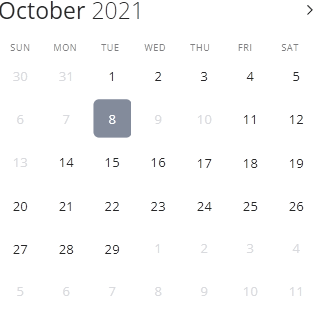 October 2021
SUN MON TUE WED THU FRI SAT
30 31 1 2 3 4 5
6 7 8 9 10 11 12
13 14 15 16 17 18 19
20 21 22 23 24 25 26
27 28 29 1 2 3 4
5 6 7 8 9 10 11